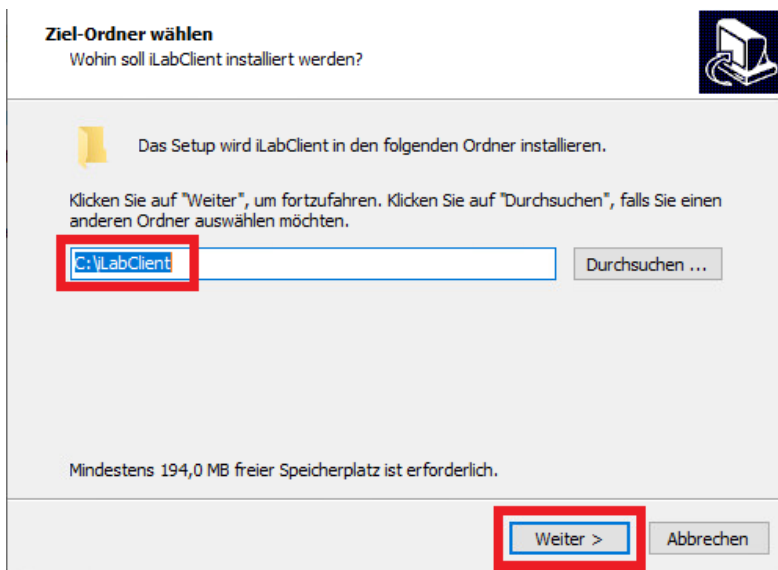 Ziel-Ordner wählen
Wohin soll iLabClient installiert werden?
Das Setup wird iLabClient in den folgenden Ordner installieren.
Klicken Sie auf "Weiter", um fortzufahren. Klicken Sie auf "Durchsuchen", falls Sie einen
anderen Ordner auswählen möchten.
C:\iLabClient
Durchsuchen ...
Mindestens 194,0 MB freier Speicherplatz ist erforderlich.
Weiter >
Abbrechen